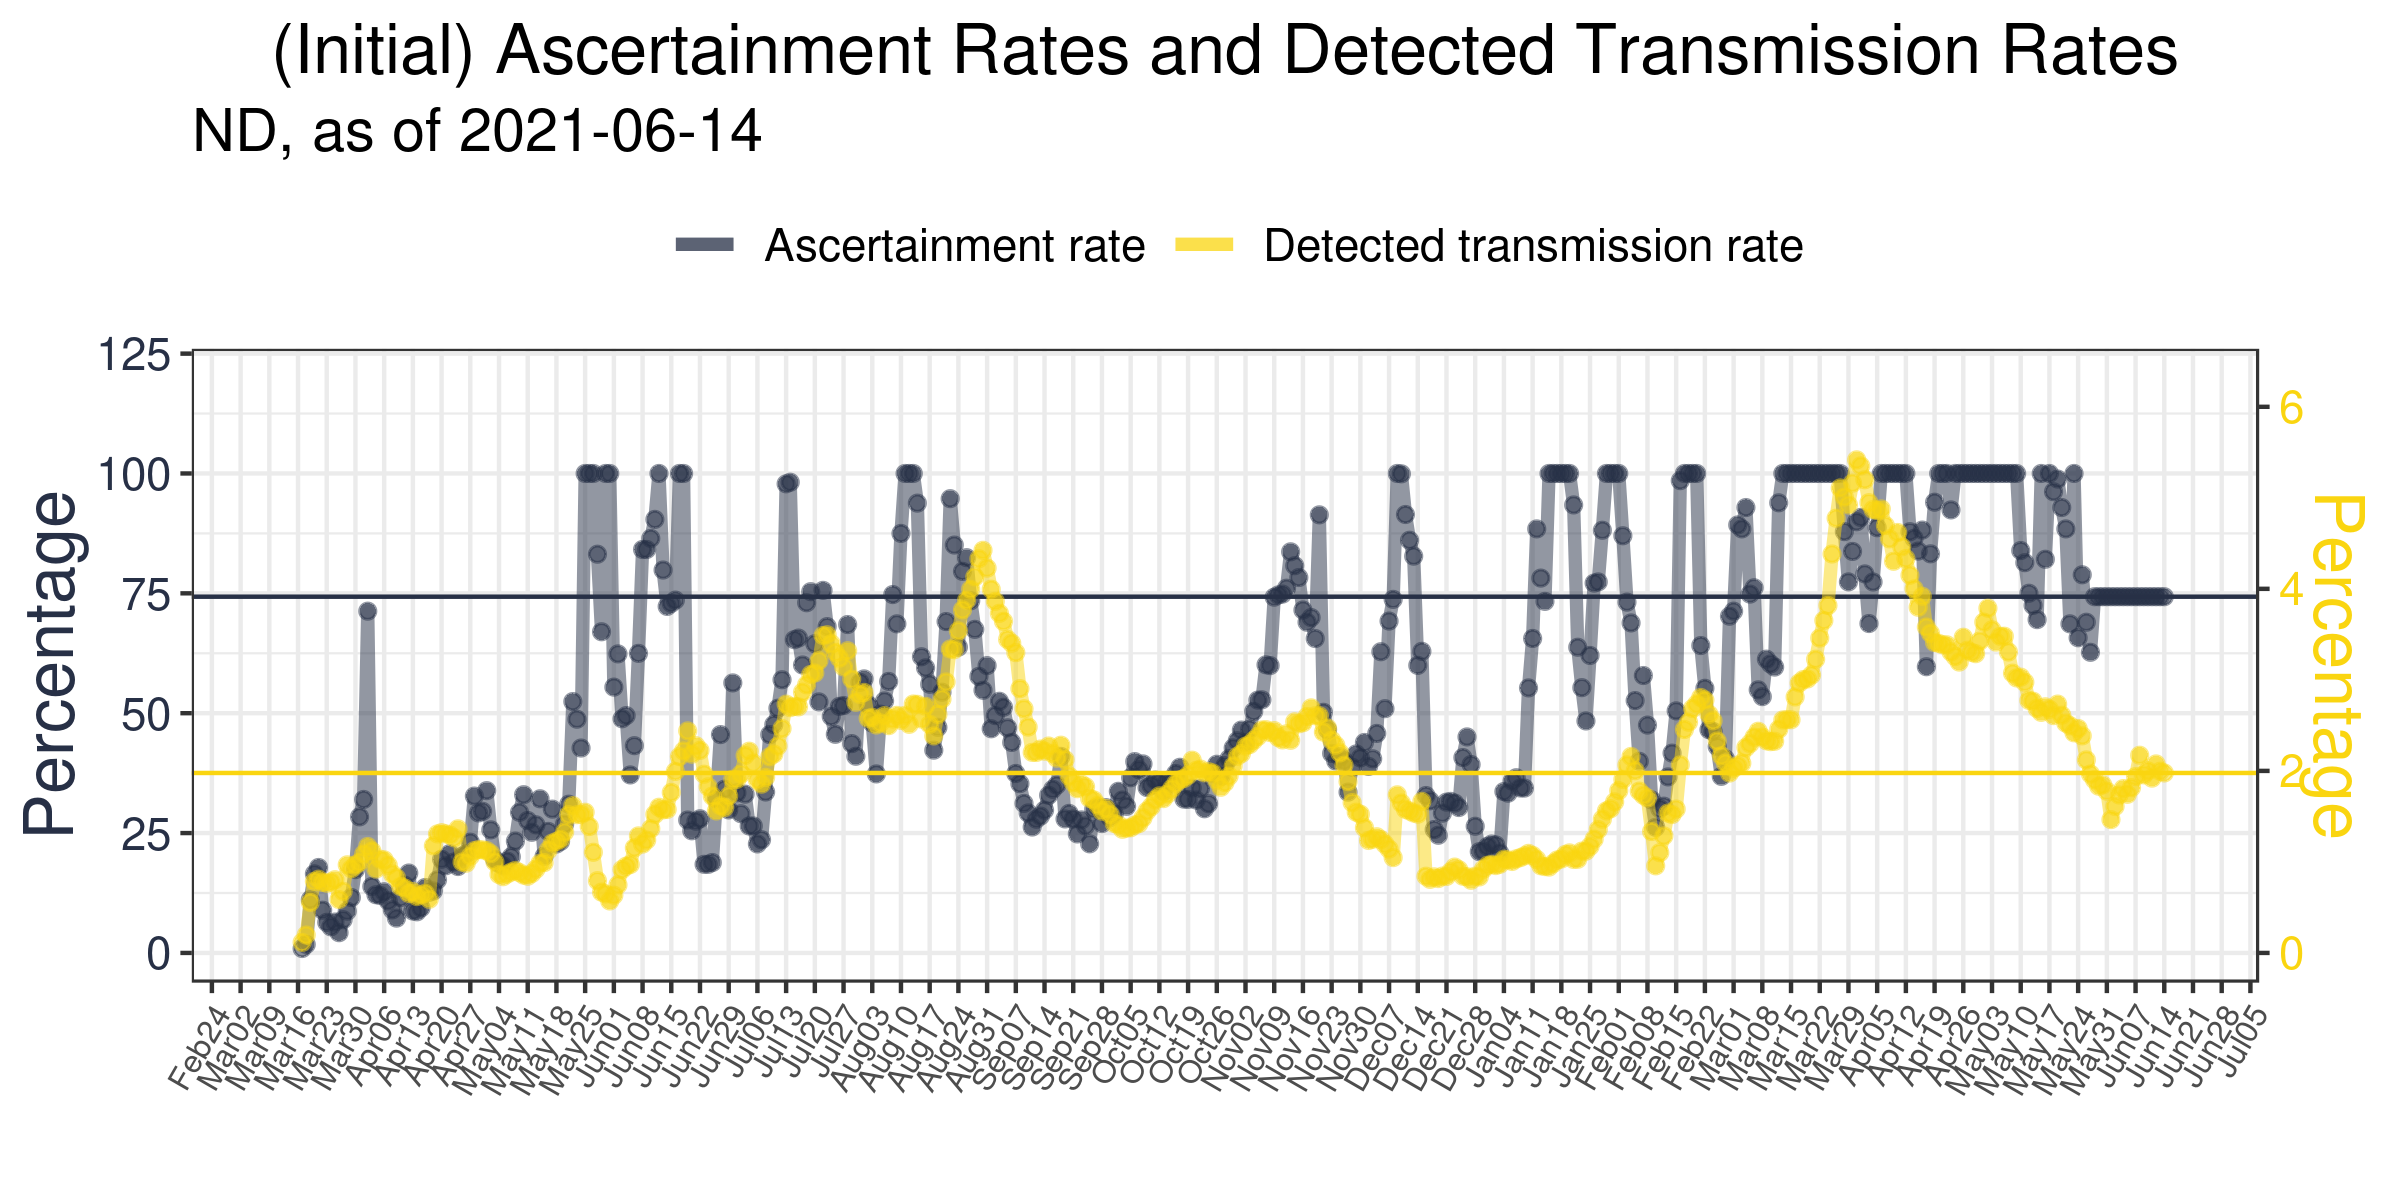 (Initial) Ascertainment Rates and Detected Transmission Rates
ND, as of 2021-06-14
Ascertainment rate
Detected transmission rate
Percentage
125
100
75
50
25
0
6
4
2
0
Percentage
Feb24
Mar02
Mar09
Mar16
Mar23
Mar30
Apr06
Apr13
Apr20
Apr27
May04
May11
May18
May25
Jun01
Jun08
Jun15
Jun22
Jun29
Jul06
Jul13
Jul20
Jul27
Aug03
Aug10
Aug17
Aug24
Aug31
Sep07
Sep14
Sep21
Sep28
Oct05
Oct12
Oct19
Oct26
Nov02
Nov09
Nov16
Nov23
Nov30
Dec07
Dec14
Dec21
Dec28
Jan04
Jan11
Jan18
Jan25
Feb01
Feb08
Feb15
Feb22
Mar01
Mar08
Mar15
Mar22
Mar29
Apr05
Apr12
Apr19
Apr26
May03
May10
May17
May24
May31
Jun07
Jun14
Jun21
Jun28
Jul05